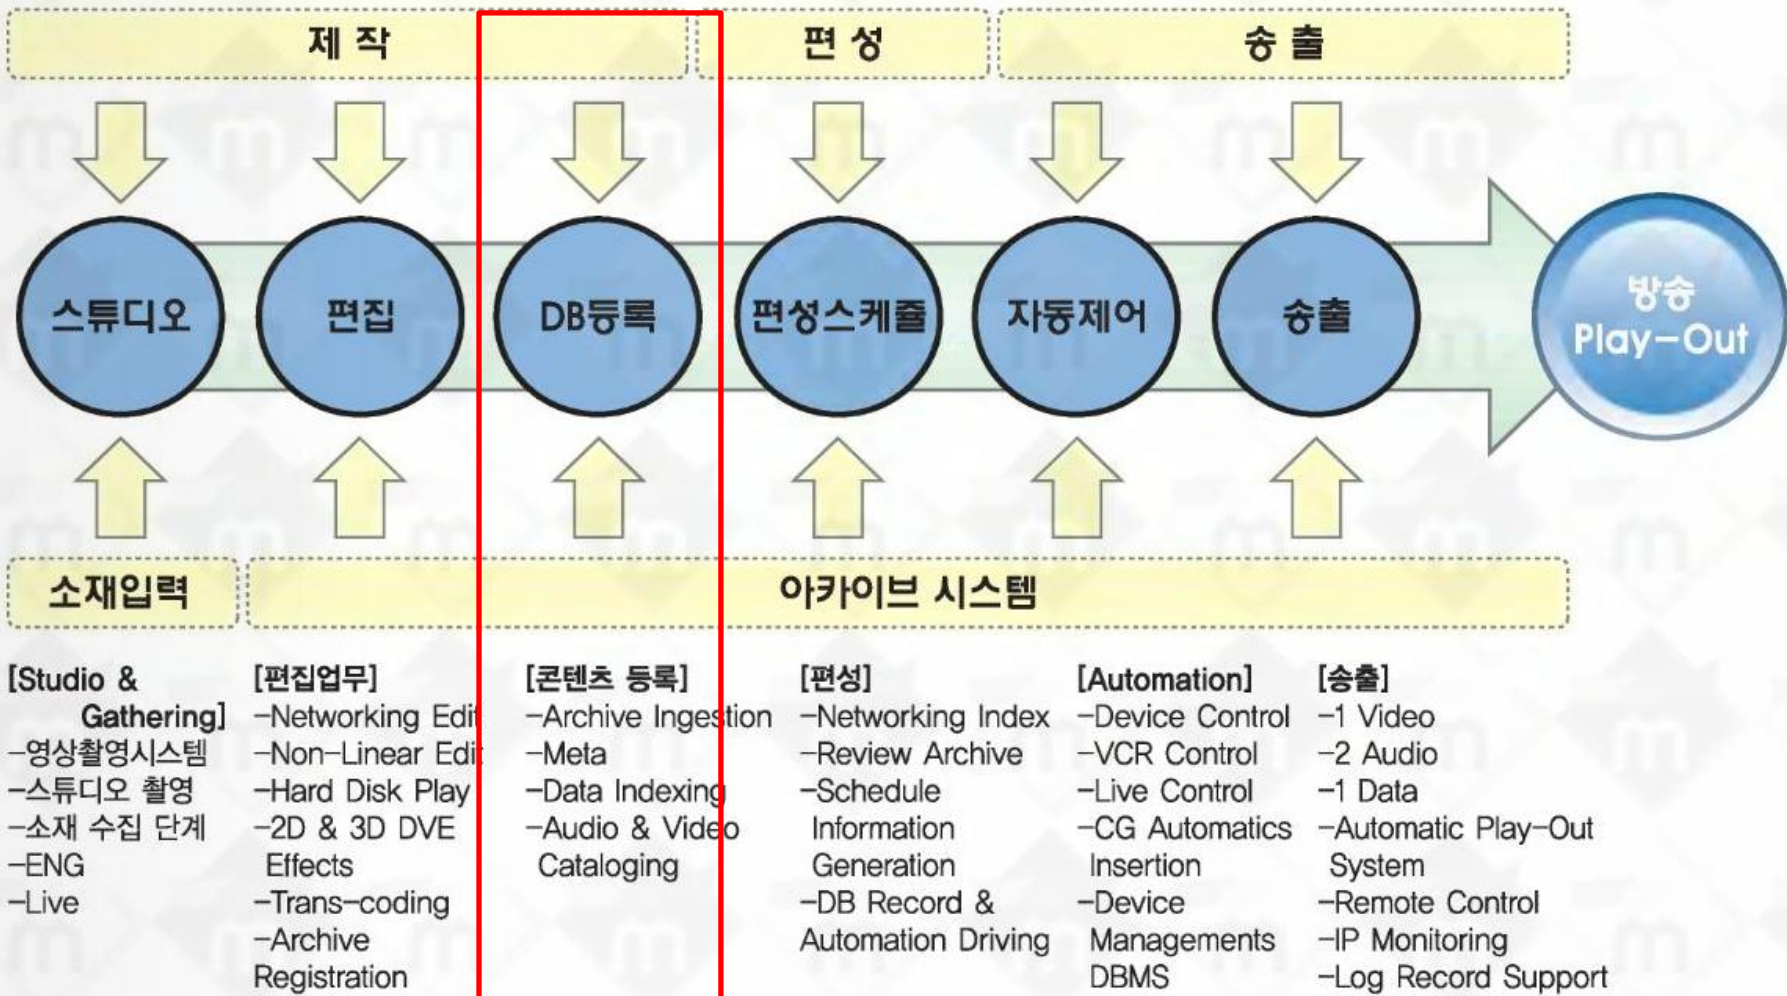 제 작
편 성
송 출
스튜디오
편집
DB등록
편성스케쥴
자동제어
송출
방송
Play-Out
소재입력
아카이브 시스템
[Studio &
Gathering]
-영상촬영시스템
-스튜디오 촬영
-소재 수집 단계
-ENG
-Live
[편집업무]
-Networking Edit
-Non-Linear Edit
-Hard Disk Play
-2D & 3D DVE
Effects
-Trans-coding
-Archive
Registration
[콘텐츠 등록]
-Archive Ingestion
-Meta
-Data Indexing
-Audio & Video
Cataloging
[편성]
-Networking Index
-Review Archive
-Schedule
Information
Generation
-DB Record &
Automation Driving
[Automation]
-Device Control
-VCR Control
-Live Control
-CG Automatics
Insertion
-Device
Managements
DBMS
[송출]
-1 Video
-2 Audio
-1 Data
-Automatic Play-Out
System
-Remote Control
-IP Monitoring
-Log Record Support